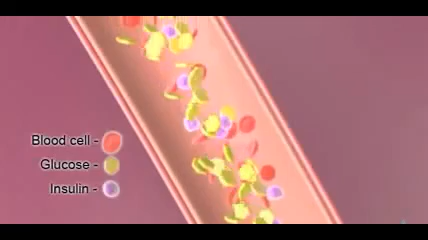 Blood cell -
Glucose -
Insulin -